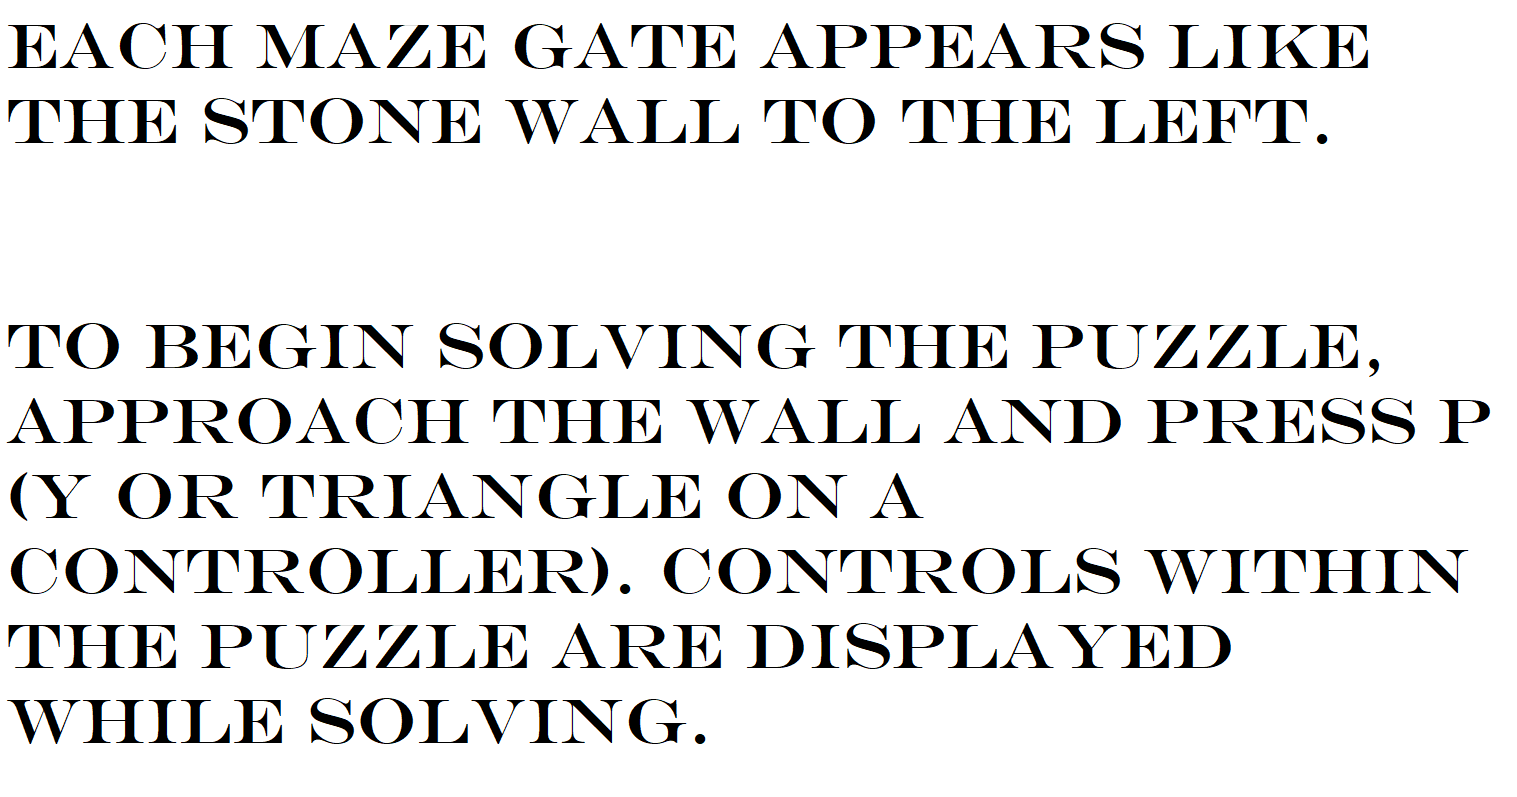 EACH MAZE GATE APPEARS LIKE
THE STONE WALL TO THE LEFT.
TO BEGIN SOLVING THE PUZZLE,
APPROACH THE WALL AND PRESS P
(Y OR TRIANGLE ON A
CONTROLLER). CONTROLS WITHIN
THE PUZZLE ARE DISPLAYED
WHILE SOLVING.